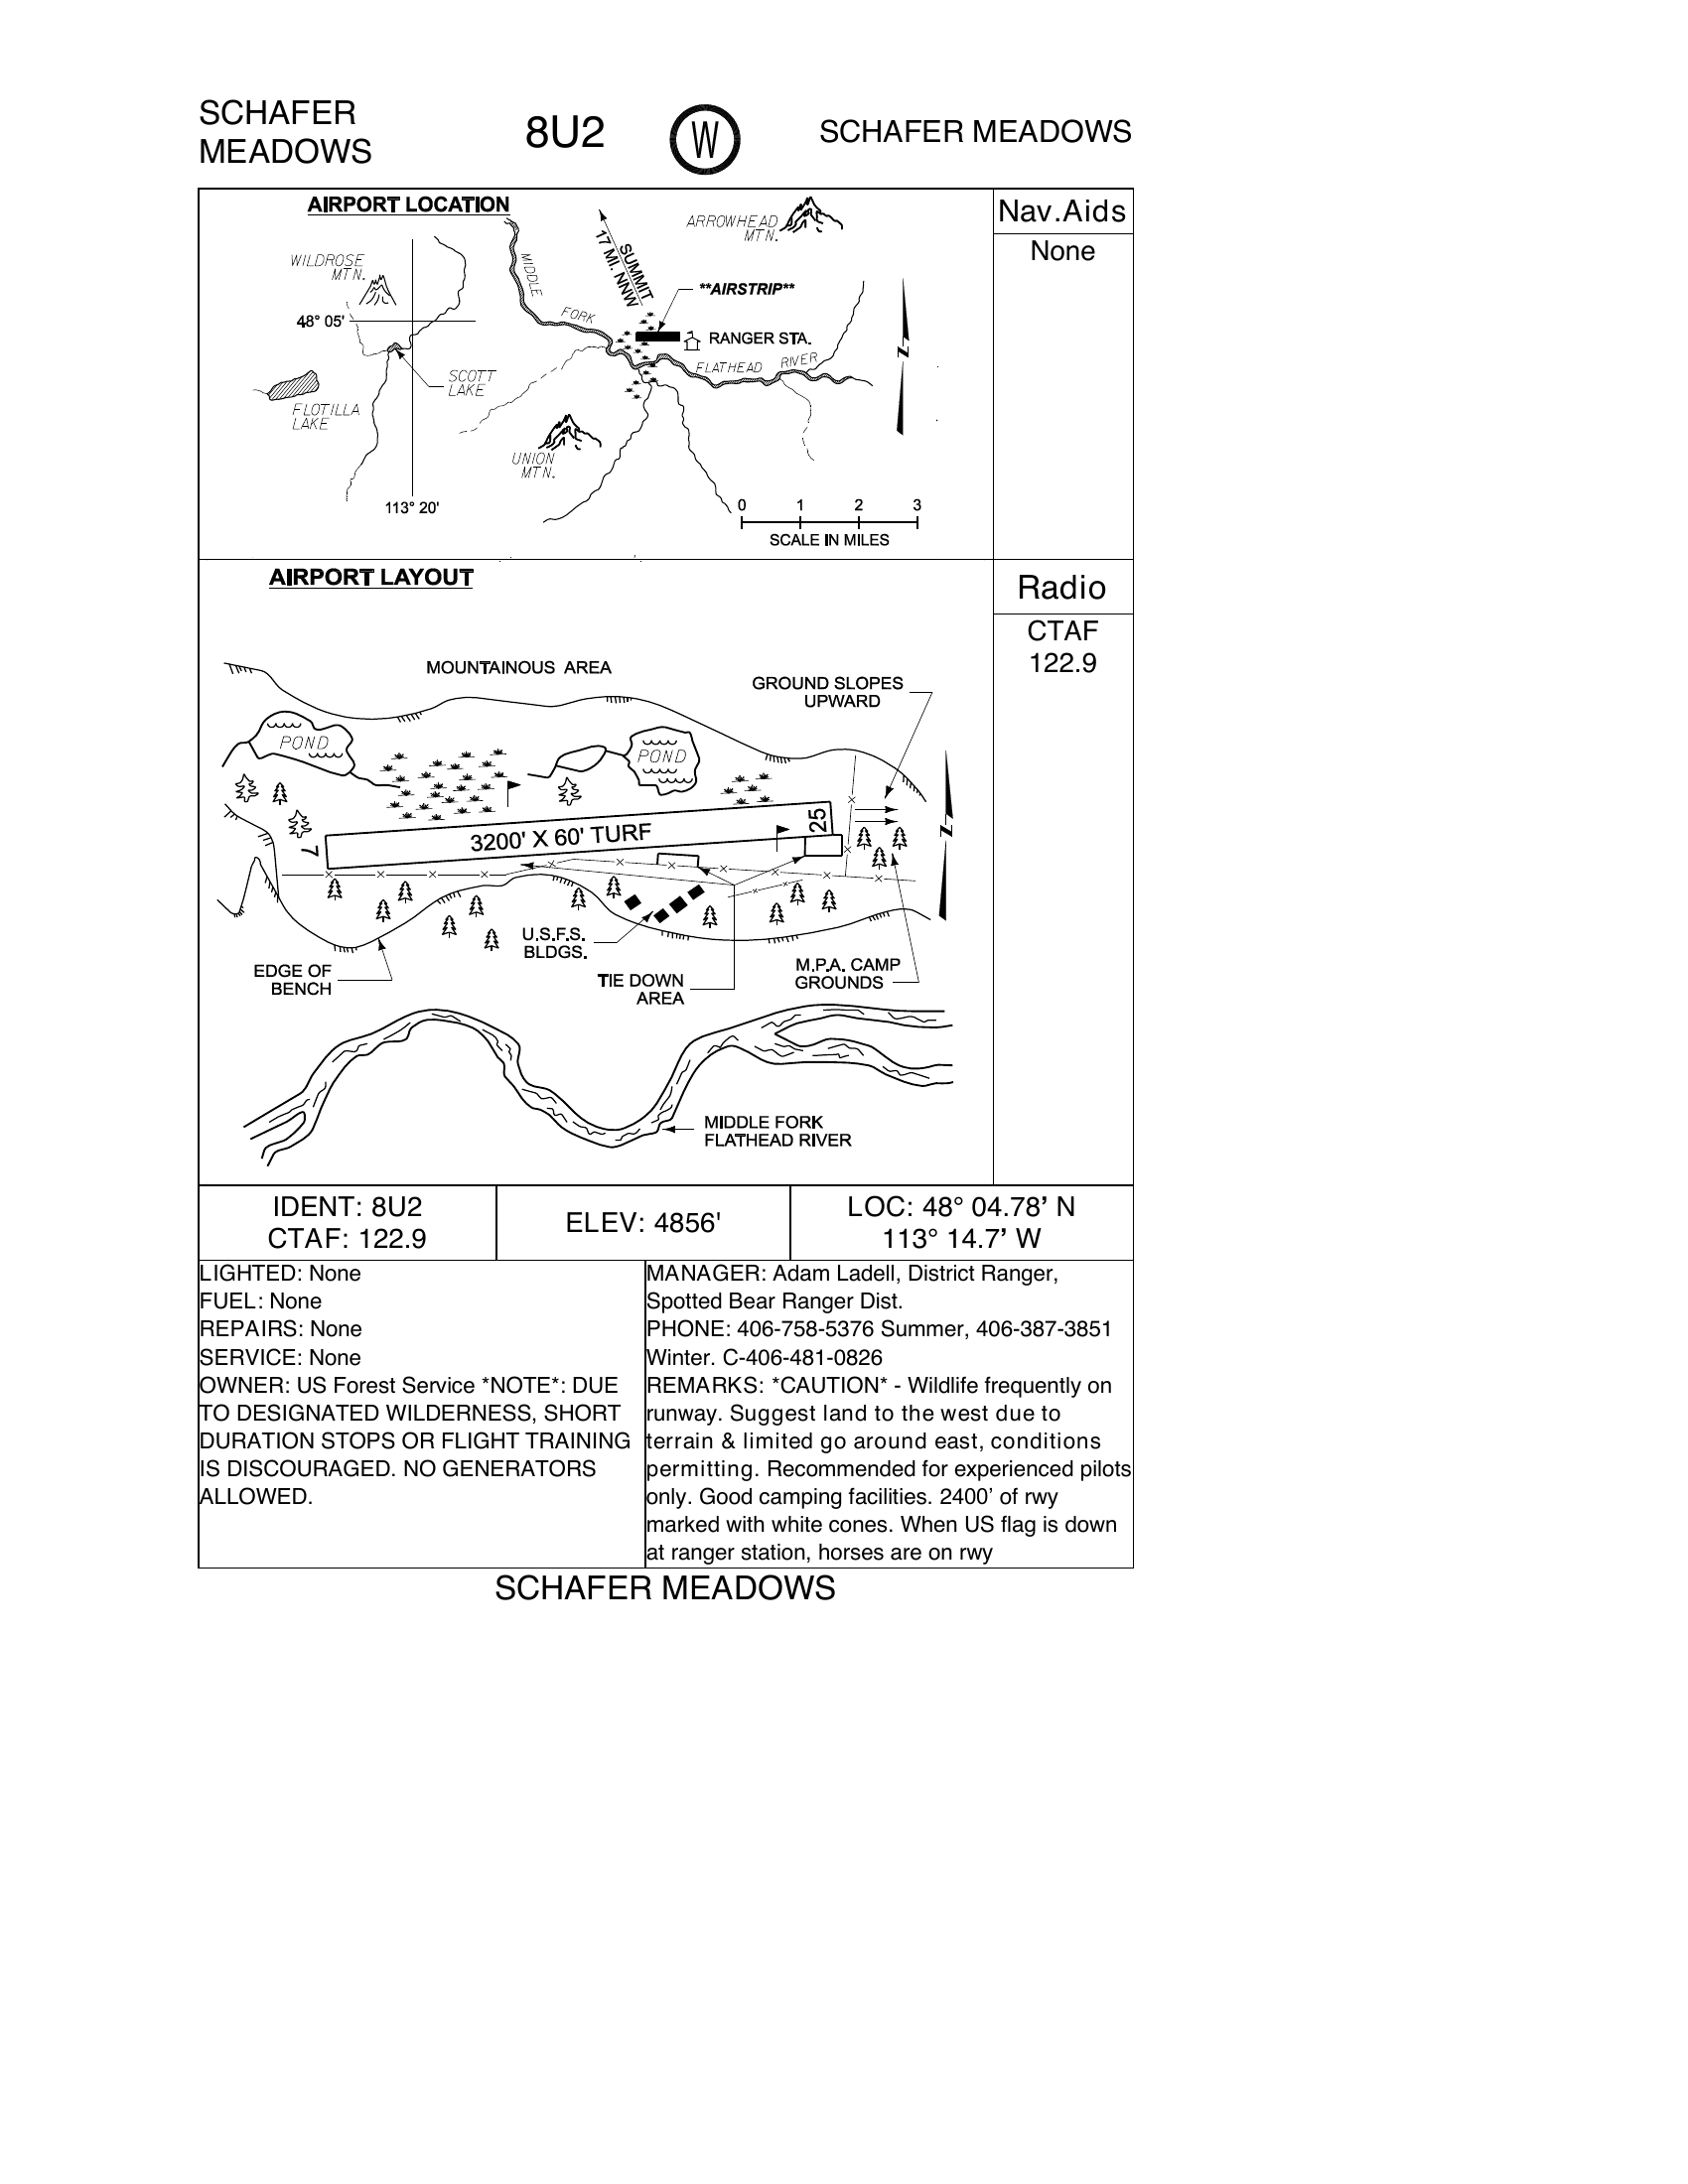 SCHAFER
MEADOWS
8U2
W
SCHAFER MEADOWS
AIRPORT LOCATION
Nav.Aids
None
ARROWHEAD
MTN.
WILDROSE
MTN.
MIDDLE
FORK
SUMMIT
17 MI. NNW
**AIRSTRIP**
48° 05'
RANGER STA.
N
FLATHEAD RIVER
SCOTT
LAKE
FLOTILLA
LAKE
UNION
MTN.
113° 20'
0 1 2 3
SCALE IN MILES
AIRPORT LAYOUT
Radio
CTAF
122.9
MOUNTAINOUS AREA
GROUND SLOPES
UPWARD
POND
POND
7
3200' X 60' TURF
25
N
U.S.F.S.
BLDGS.
EDGE OF
BENCH
TIE DOWN
AREA
M.P.A. CAMP
GROUNDS
MIDDLE FORK
FLATHEAD RIVER
IDENT: 8U2
CTAF: 122.9
ELEV: 4856'
LOC: 48° 04.78’ N
113° 14.7’ W
LIGHTED: None
FUEL: None
REPAIRS: None
SERVICE: None
OWNER: US Forest Service *NOTE*: DUE
TO DESIGNATED WILDERNESS, SHORT
DURATION STOPS OR FLIGHT TRAINING
IS DISCOURAGED. NO GENERATORS
ALLOWED.
MANAGER: Adam Ladell, District Ranger,
Spotted Bear Ranger Dist.
PHONE: 406-758-5376 Summer, 406-387-3851
Winter. C-406-481-0826
REMARKS: *CAUTION* - Wildlife frequently on
runway. Suggest land to the west due to
terrain & limited go around east, conditions
permitting. Recommended for experienced pilots
only. Good camping facilities. 2400’ of rwy
marked with white cones. When US flag is down
at ranger station, horses are on rwy
SCHAFER MEADOWS